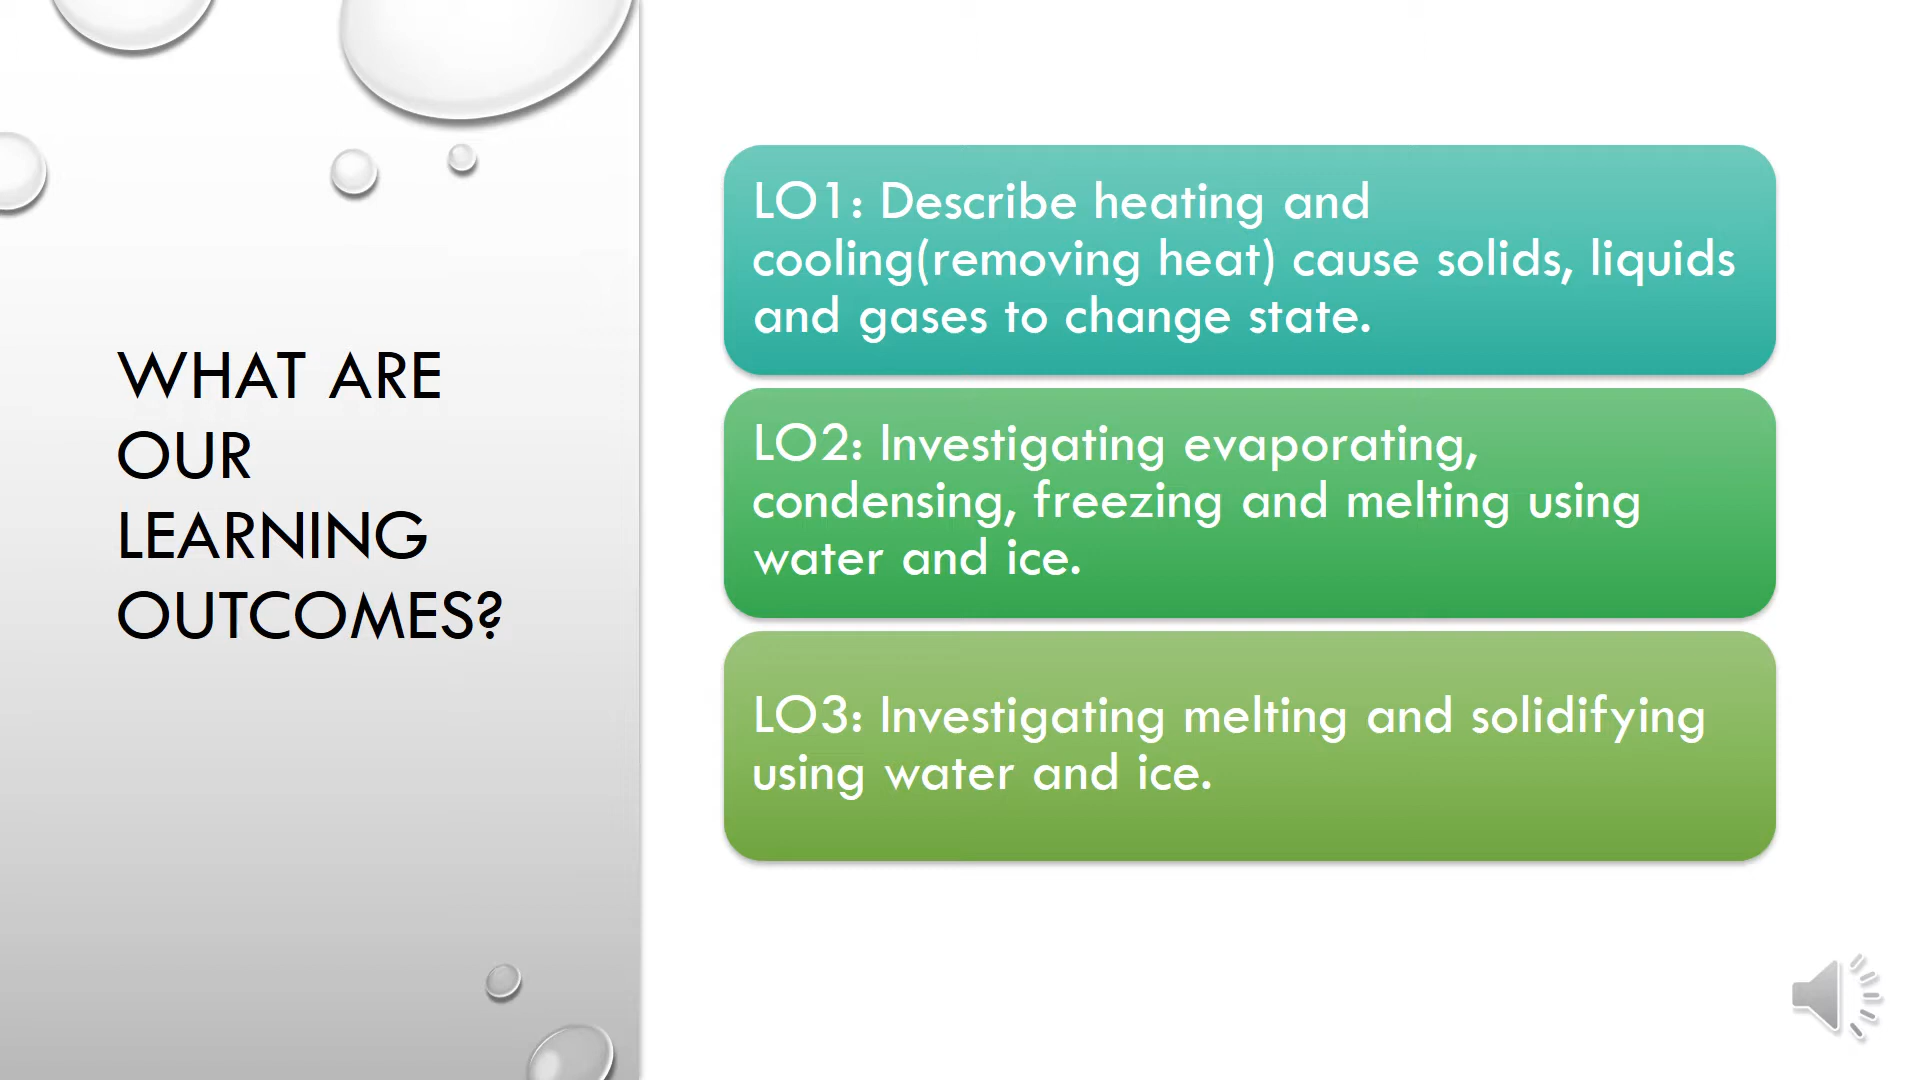 WHAT ARE
OUR
LEARNING
OUTCOMES?
LO1: Describe heating and
cooling(removing heat) cause solids, liquids
and gases to change state.
LO2: Investigating evaporating,
condensing, freezing and melting using
water and ice.
LO3: Investigating melting and solidifying
using water and ice.